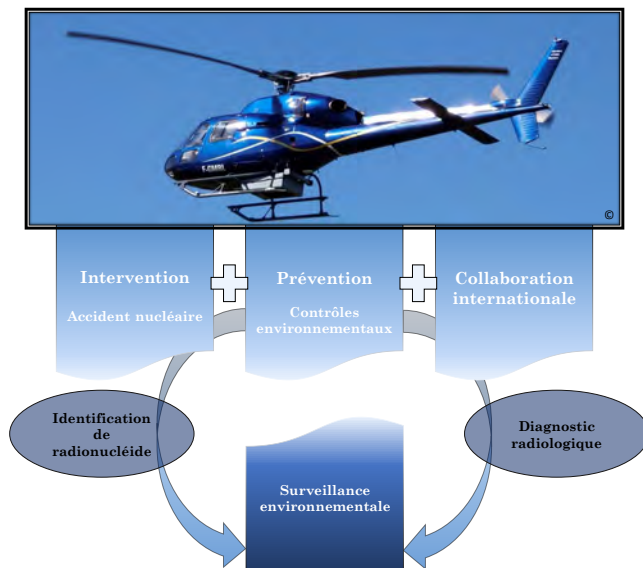 ©
Intervention
Accident nucléaire
Prévention
Contrôles
environnementaux
Collaboration
internationale
Identification
de
radionucléide
Diagnostic
radiologique
Surveillance
environnementale